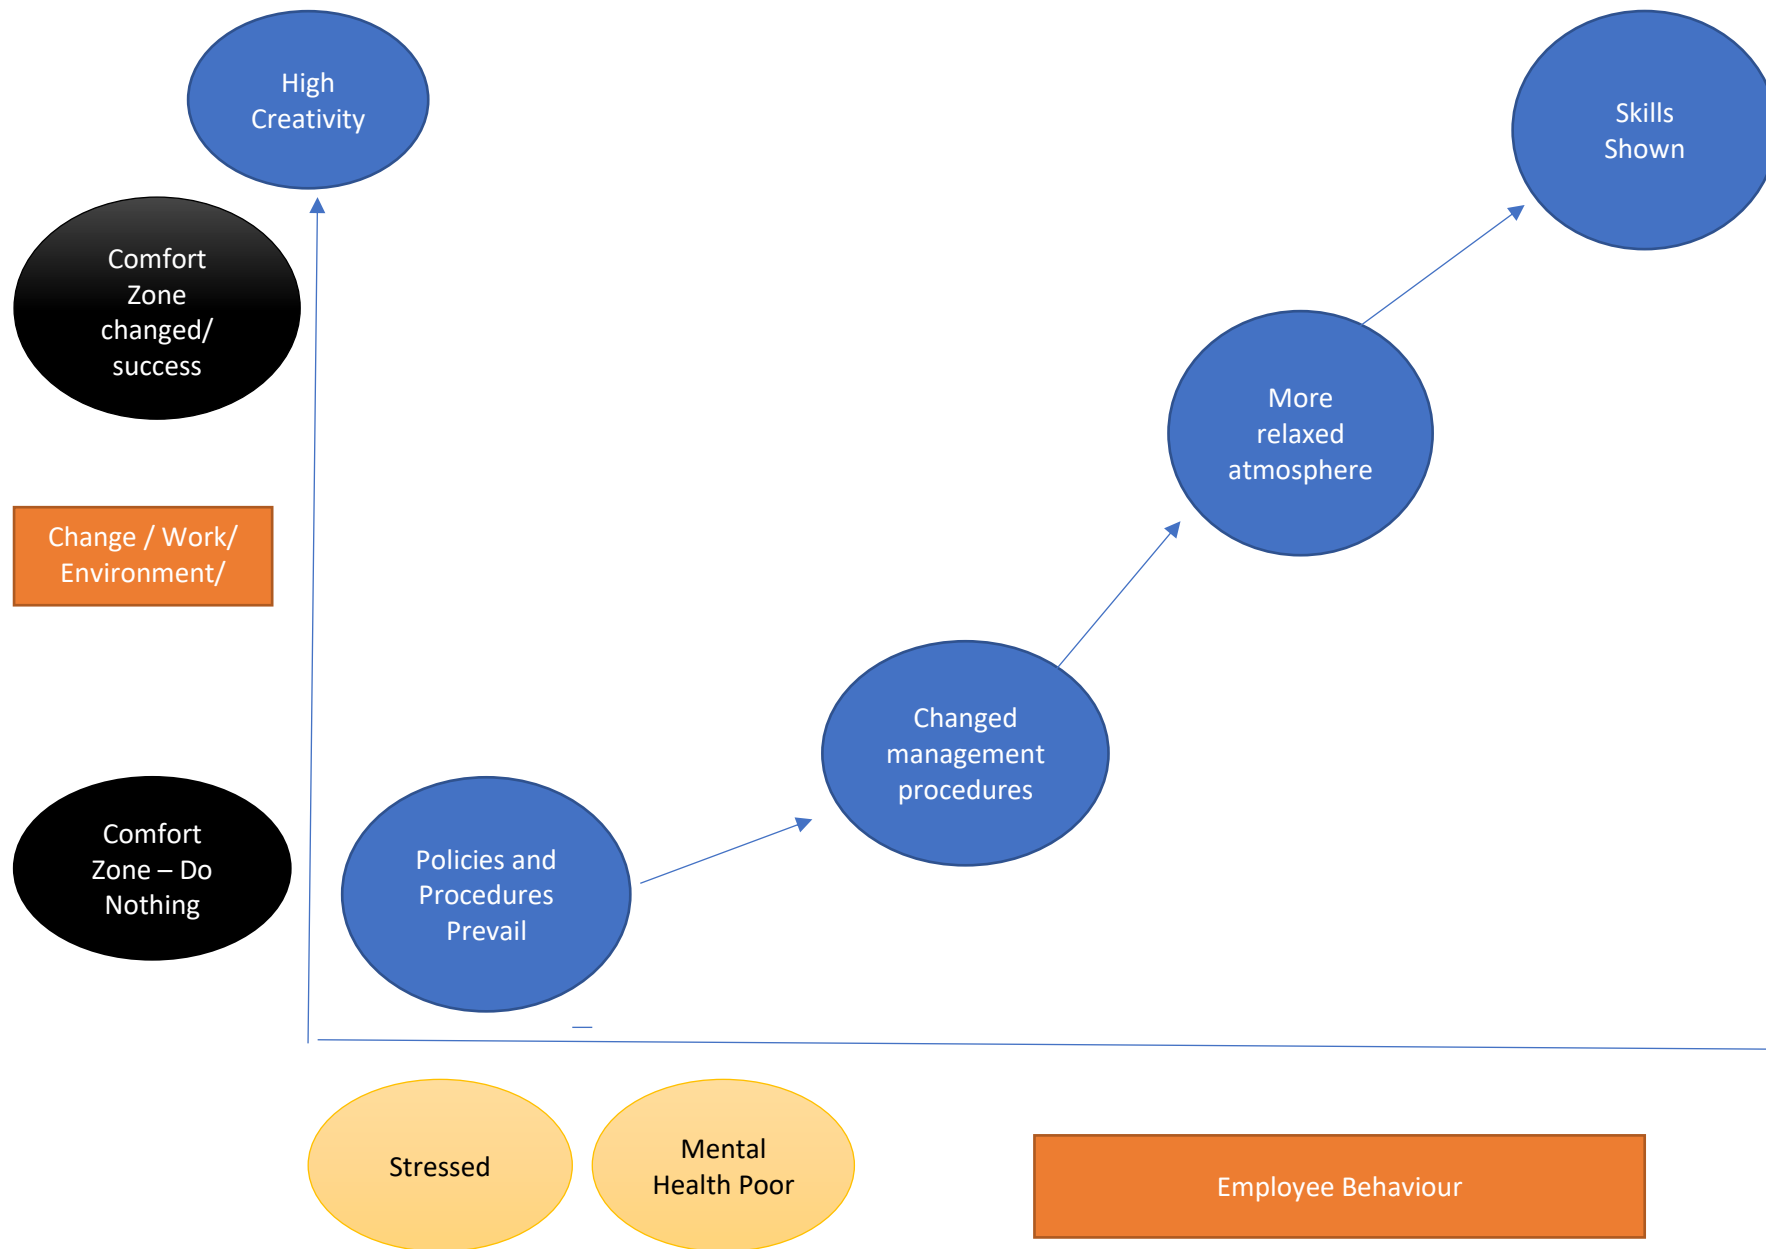 High
Creativity
Skills
Shown
Comfort
Zone
changed/
success
More
relaxed
atmosphere
Change / Work/
Environment/
Changed
management
procedures
Comfort
Zone – Do
Nothing
Policies and
Procedures
Prevail
Stressed
Mental
Health Poor
Employee Behaviour